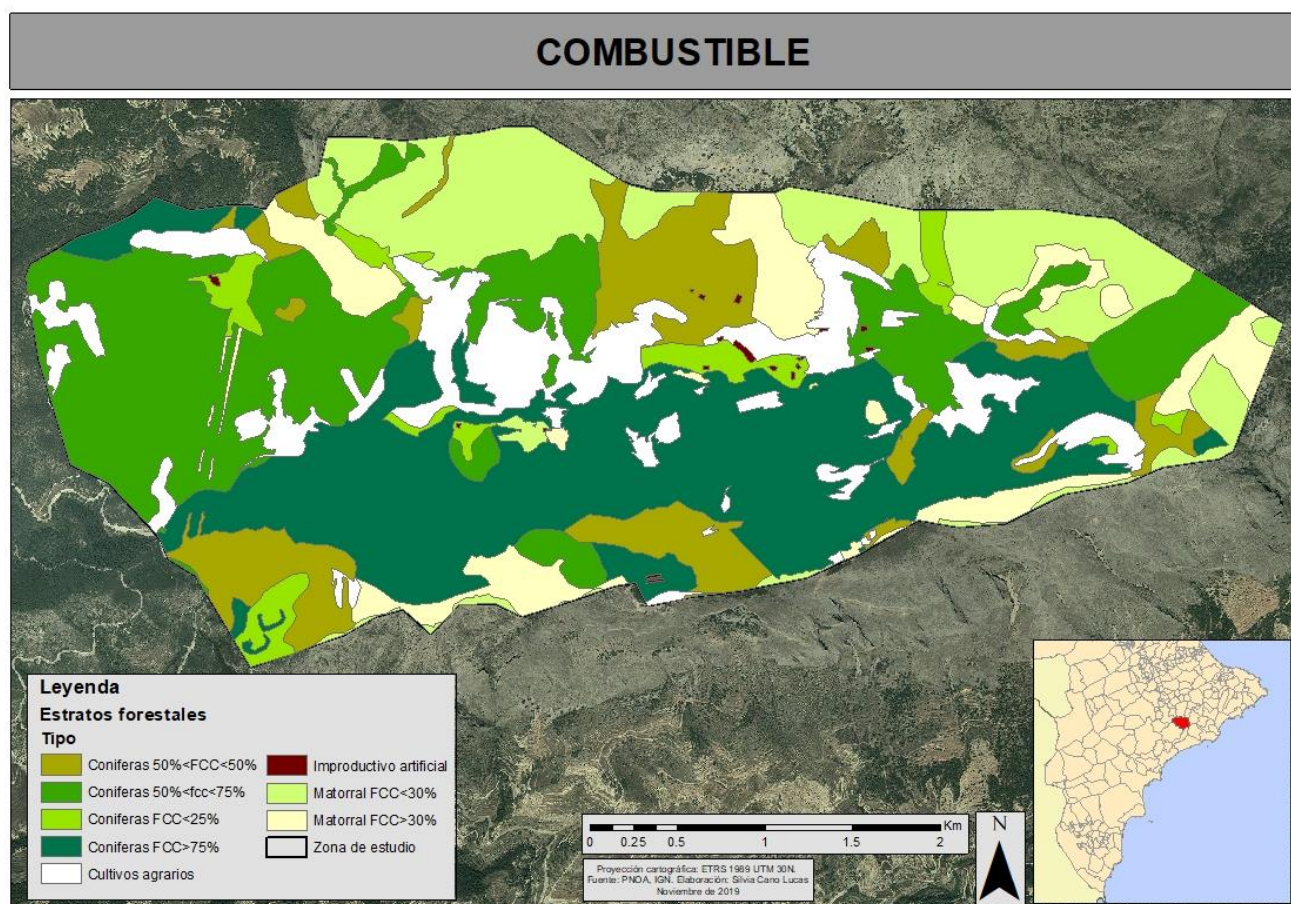 COMBUSTIBLE
Leyenda
Estratos forestales
Tipo
Coniferas 50%<FCC<50%
Coniferas 50%<fcc<75%
Coniferas FCC<25%
Coniferas FCC>75%
Cultivos agrarios
Improductivo artificial
Matorral FCC<30%
Matorral FCC>30%
Zona de estudio
Km
0 0.25 0.5 1 1.5 2
Proyección cartográfica: ETRS 1989 UTM 30N.
Fuente: PNOA, IGN. Elaboración: Silvia Cano Lucas
Noviembre de 2019
N